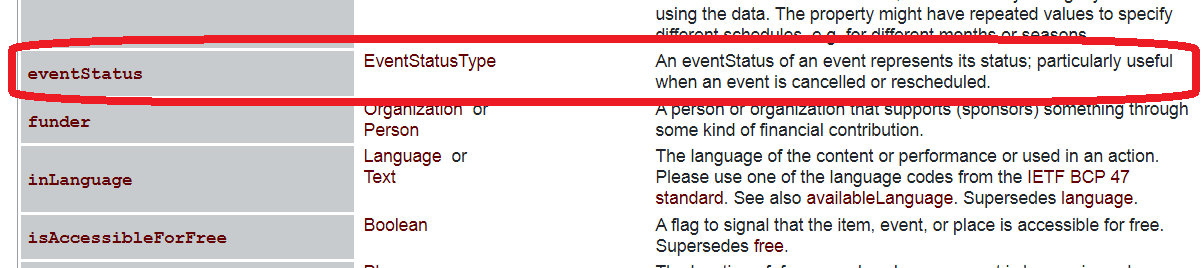 using the data. The property might have repeated values to specify
different schedules, e.g. for different months or seasons.
eventStatus
EventStatusType
An eventStatus of an event represents its status; particularly useful
when an event is cancelled or rescheduled.
funder
Organization or
Person
A person or organization that supports (sponsors) something through
some kind of financial contribution.
inLanguage
Language or
Text
The language of the content or performance or used in an action.
Please use one of the language codes from the IETF BCP 47
standard. See also availableLanguage. Supersedes language.
isAccessibleForFree
Boolean
A flag to signal that the item, event, or place is accessible for free.
Supersedes free.